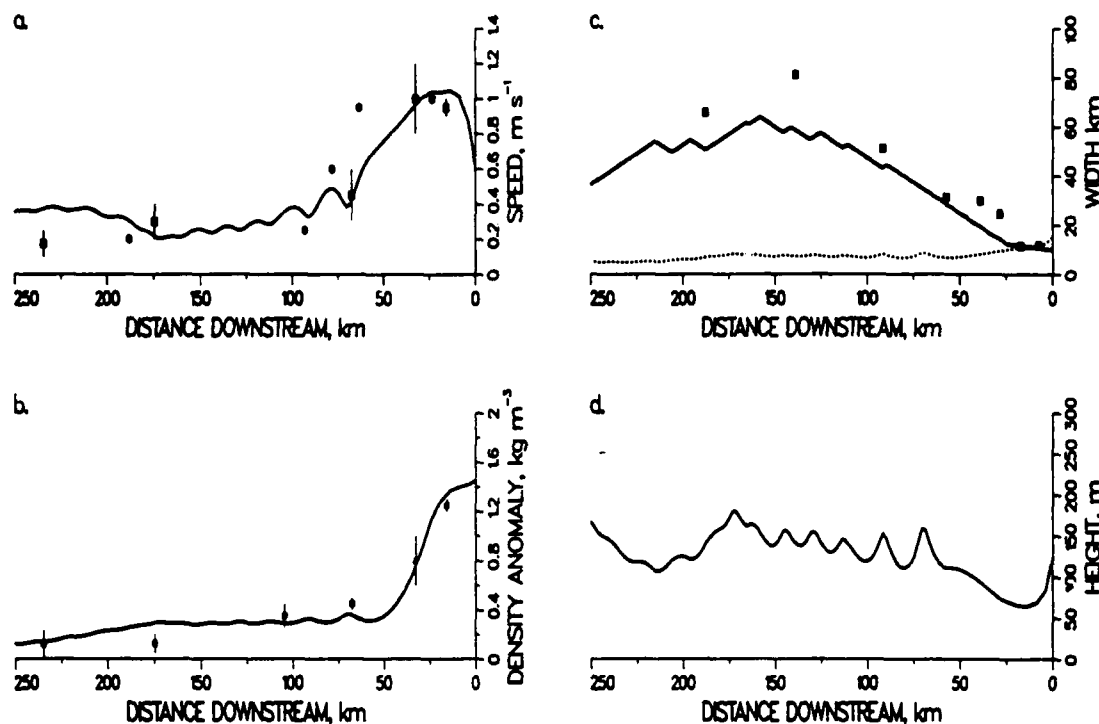 a.
1.4
1.2
1
0.8
0.6
0.4
0.2
0
SPEED, m s⁻¹
250 200 150 100 50 0
DISTANCE DOWNSTREAM, km
c.
100
80
60
40
20
0
WIDTH km
250 200 150 100 50 0
DISTANCE DOWNSTREAM, km
b.
2
1.6
1.2
0.8
0.4
0
DENSITY ANOMALY, kg m⁻³
250 200 150 100 50 0
DISTANCE DOWNSTREAM, km
d.
300
250
200
150
100
50
0
HEIGHT, m
250 200 150 100 50 0
DISTANCE DOWNSTREAM, km